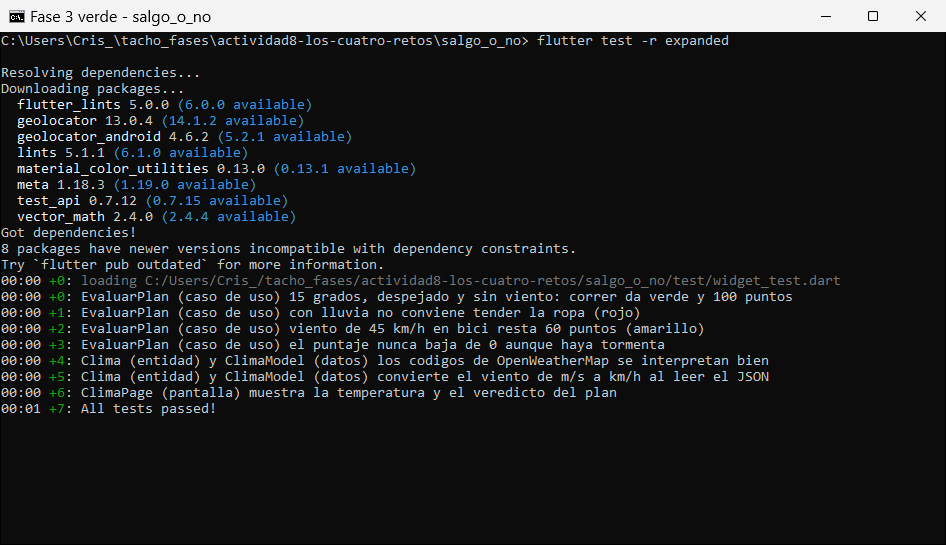 Fase 3 verde - salgo_o_no
C:\Users\Cris_\tacho_fases\actividad8-los-cuatro-retos\salgo_o_no> flutter test -r expanded
Resolving dependencies...
Downloading packages...
  flutter_lints 5.0.0 (6.0.0 available)
  geolocator 13.0.4 (14.1.2 available)
  geolocator_android 4.6.2 (5.2.1 available)
  lints 5.1.1 (6.1.0 available)
  material_color_utilities 0.13.0 (0.13.1 available)
  meta 1.18.3 (1.19.0 available)
  test_api 0.7.12 (0.7.15 available)
  vector_math 2.4.0 (2.4.4 available)
Got dependencies!
8 packages have newer versions incompatible with dependency constraints.
Try `flutter pub outdated` for more information.
00:00 +0: loading C:/Users/Cris_/tacho_fases/actividad8-los-cuatro-retos/salgo_o_no/test/widget_test.dart
00:00 +0: EvaluarPlan (caso de uso) 15 grados, despejado y sin viento: correr da verde y 100 puntos
00:00 +1: EvaluarPlan (caso de uso) con lluvia no conviene tender la ropa (rojo)
00:00 +2: EvaluarPlan (caso de uso) viento de 45 km/h en bici resta 60 puntos (amarillo)
00:00 +3: EvaluarPlan (caso de uso) el puntaje nunca baja de 0 aunque haya tormenta
00:00 +4: Clima (entidad) y ClimaModel (datos) los codigos de OpenWeatherMap se interpretan bien
00:00 +5: Clima (entidad) y ClimaModel (datos) convierte el viento de m/s a km/h al leer el JSON
00:00 +6: ClimaPage (pantalla) muestra la temperatura y el veredicto del plan
00:01 +7: All tests passed!